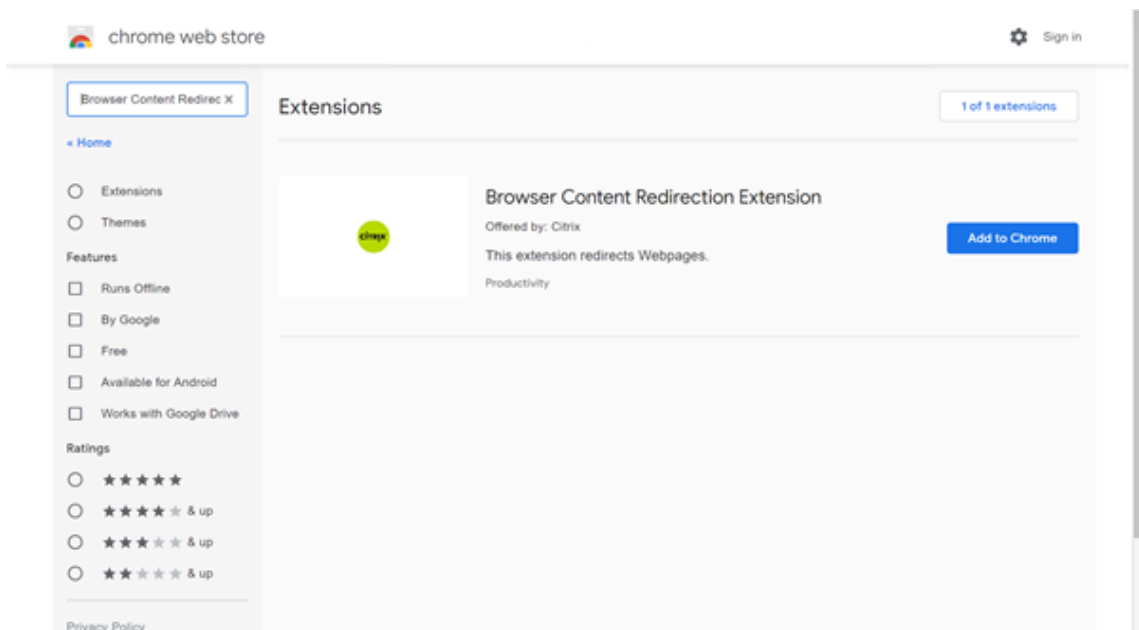 chrome web store
Sign in
Browser Content Redirec ×
Extensions
1 of 1 extensions
« Home
Extensions
Themes
Features
Runs Offline
By Google
Free
Available for Android
Works with Google Drive
Ratings
& up
& up
& up
Privacy Policy
citrix
Browser Content Redirection Extension
Offered by: Citrix
This extension redirects Webpages.
Productivity
Add to Chrome